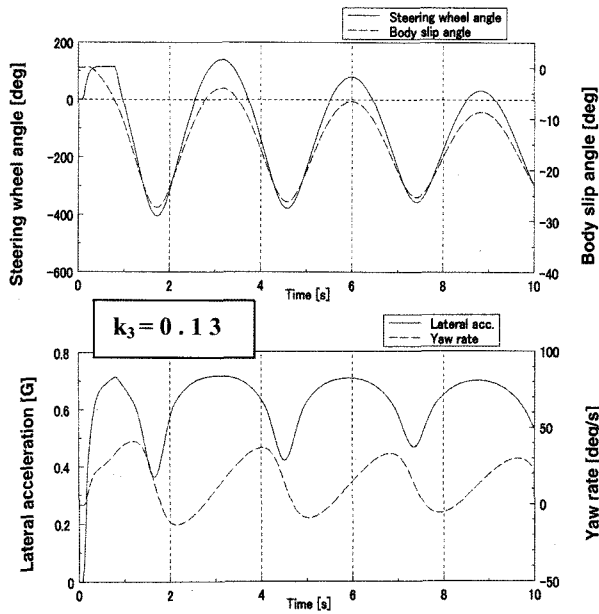 Steering wheel angle
Body slip angle
Steering wheel angle [deg]
200
0
-200
-400
-600
0
-10
-20
-30
-40
Body slip angle [deg]
0 2 4 6 8 10
Time [s]
k3 = 0 . 1 3
Lateral acc.
Yaw rate
Lateral acceleration [G]
0.8
0.6
0.4
0.2
0
100
50
0
-50
Yaw rate [deg/s]
0 2 4 6 8 10
Time [s]